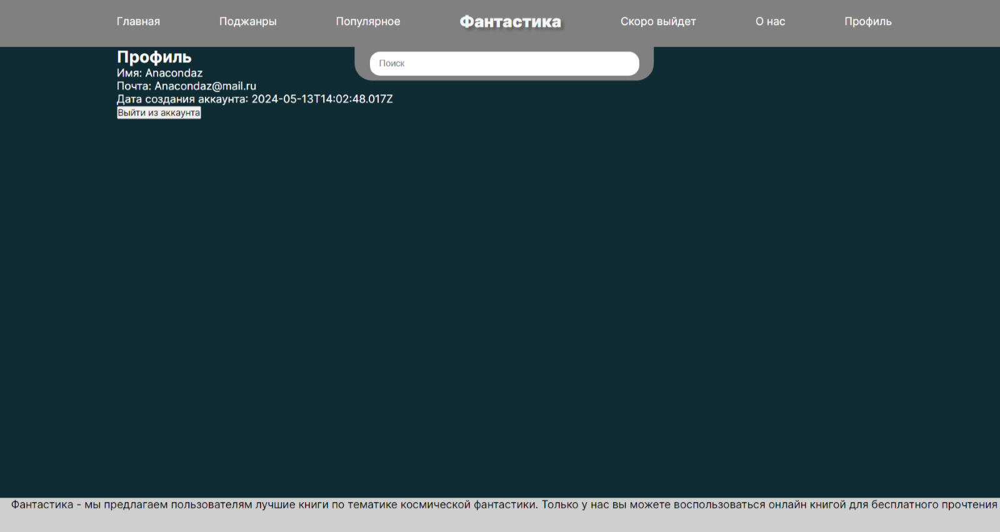 Главная Поджанры Популярное Фантастика Скоро выйдет О нас Профиль
Поиск
Профиль
Имя: Anacondaz
Почта: Anacondaz@mail.ru
Дата создания аккаунта: 2024-05-13T14:02:48.017Z
Выйти из аккаунта
Фантастика - мы предлагаем пользователям лучшие книги по тематике космической фантастики. Только у нас вы можете воспользоваться онлайн книгой для бесплатного прочтения